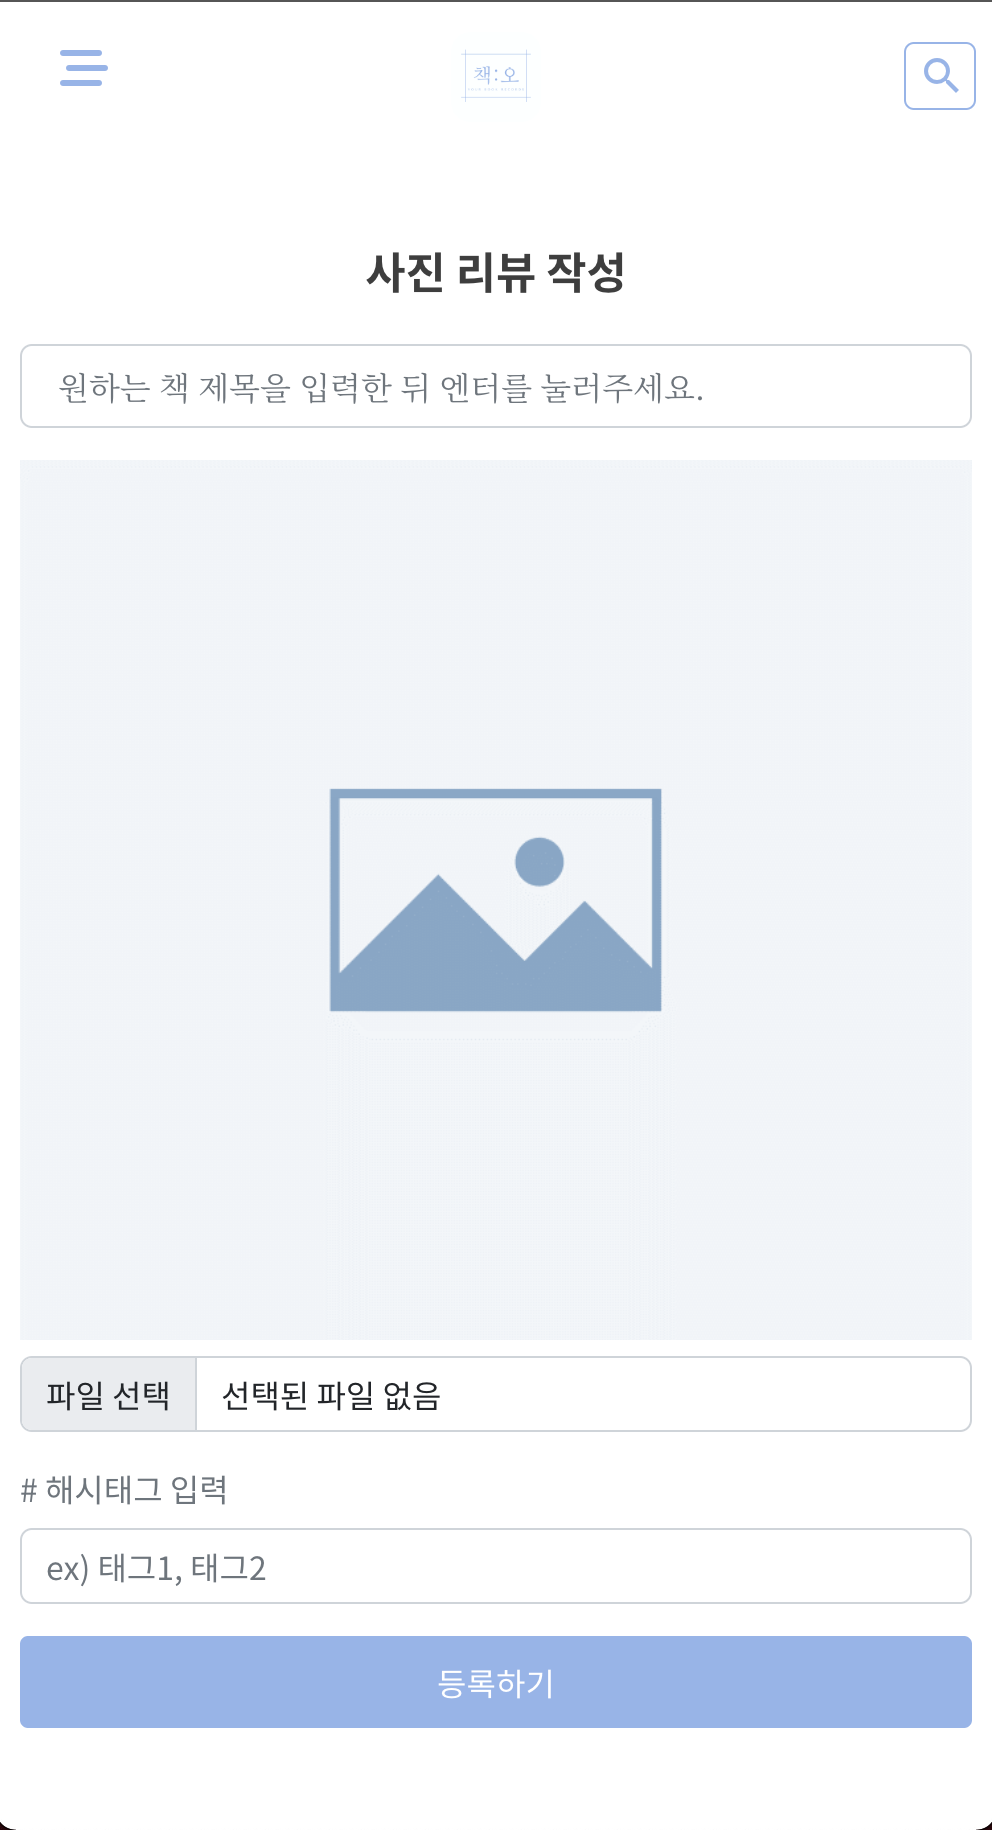 책:오
사진 리뷰 작성
원하는 책 제목을 입력한 뒤 엔터를 눌러주세요.
파일 선택 선택된 파일 없음
# 해시태그 입력
ex) 태그1, 태그2
등록하기